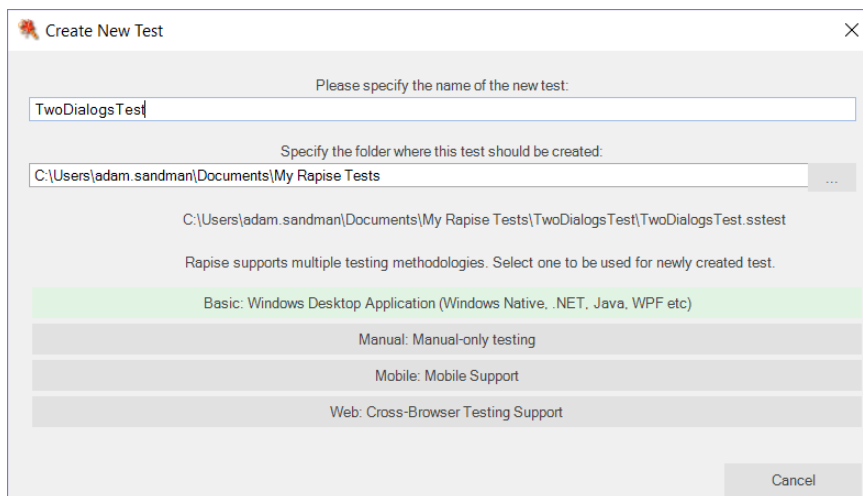 Create New Test
Please specify the name of the new test:
TwoDialogsTest
Specify the folder where this test should be created:
C:\Users\adam.sandman\Documents\My Rapise Tests
...
C:\Users\adam.sandman\Documents\My Rapise Tests\TwoDialogsTest\TwoDialogsTest.sstest
Rapise supports multiple testing methodologies. Select one to be used for newly created test.
Basic: Windows Desktop Application (Windows Native, .NET, Java, WPF etc)
Manual: Manual-only testing
Mobile: Mobile Support
Web: Cross-Browser Testing Support
Cancel